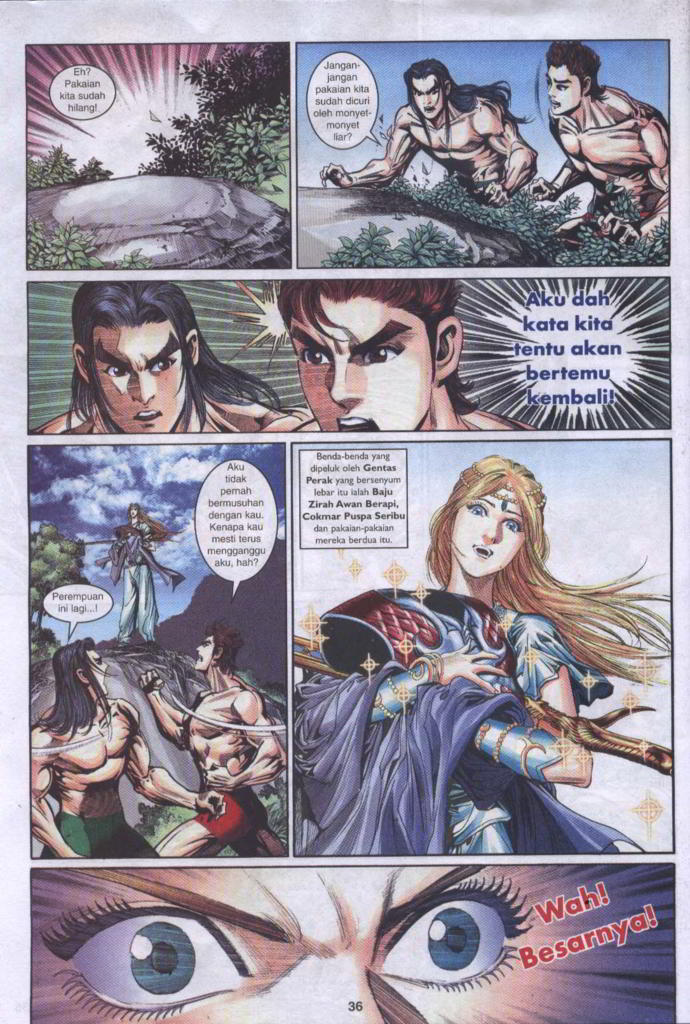 Eh?
Pakaian
kita sudah
hilang!
Jangan-
jangan
pakaian kita
sudah dicuri
oleh monyet-
monyet
liar?
Aku dah
kata kita
tentu akan
bertemu
kembali!
Aku
tidak
pernah
bermusuhan
dengan kau.
Kenapa kau
mesti terus
mengganggu
aku, hah?
Perempuan
ini lagi...!
Benda-benda yang
dipeluk oleh Gentas
Perak yang bersenyum
lebar itu ialah Baju
Zirah Awan Berapi,
Cokmar Puspa Seribu
dan pakaian-pakaian
mereka berdua itu.
Wah!
Besarnya!
36